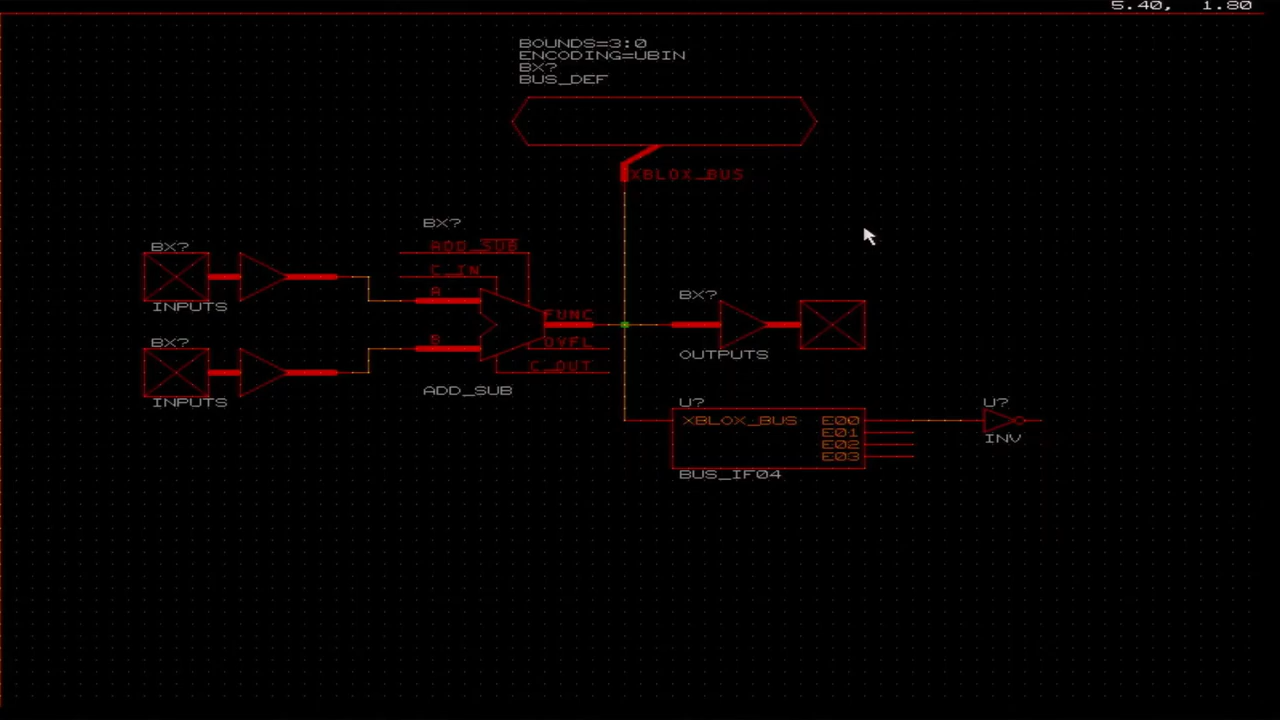 5.40, 1.80
BOUNDS=3:0
ENCODING=UBIN
BX?
BUS_DEF
XBLOX_BUS
BX?
ADD_SUB
BX?
C_IN
A
INPUTS
BX?
FUNC
BX?
B
OVFL
OUTPUTS
C_OUT
ADD_SUB
INPUTS
U?
U?
XBLOX_BUS E00
E01
E02
E03
INV
BUS_IF04